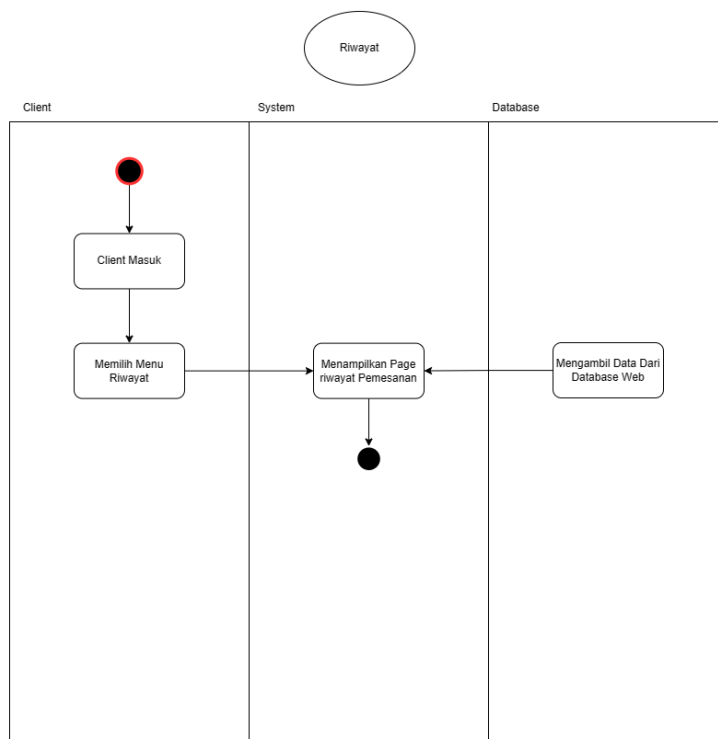 Riwayat
Client
System
Database
Client Masuk
Memilih Menu
Riwayat
Menampilkan Page
riwayat Pemesanan
Mengambil Data Dari
Database Web